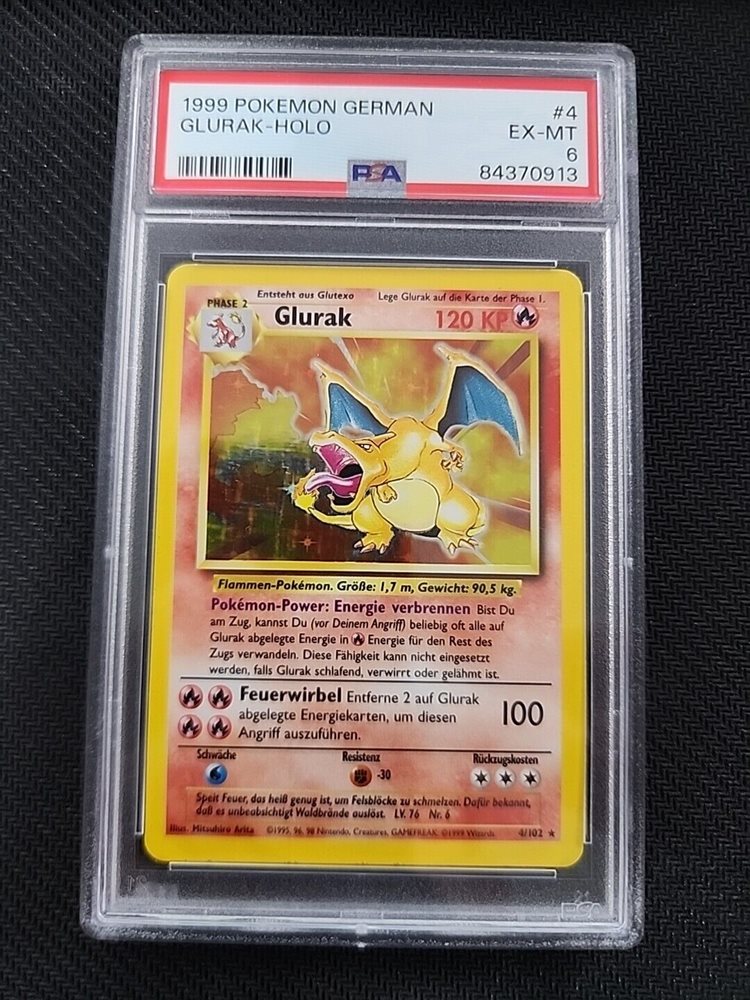 1999 POKEMON GERMAN #4
GLURAK-HOLO EX-MT
6
PSA 84370913
Entsteht aus Glutexo Lege Glurak auf die Karte der Phase 1.
PHASE 2
Glurak 120 KP
Flammen-Pokémon. Größe: 1,7 m, Gewicht: 90,5 kg.
Pokémon-Power: Energie verbrennen Bist Du
am Zug, kannst Du (vor Deinem Angriff) beliebig oft alle auf
Glurak abgelegte Energie in Energie für den Rest des
Zugs verwandeln. Diese Fähigkeit kann nicht eingesetzt
werden, falls Glurak schlafend, verwirrt oder gelähmt ist.
Feuerwirbel Entferne 2 auf Glurak
abgelegte Energiekarten, um diesen
Angriff auszuführen.
100
Schwäche Resistenz Rückzugskosten
-30
Speit Feuer, das heiß genug ist, um Felsblöcke zu schmelzen. Dafür bekannt,
daß es unbeabsichtigt Waldbrände auslöst. LV. 76 Nr. 6
Illus. Mitsuhiro Arita ©1995, 96, 98 Nintendo, Creatures, GAMEFREAK. ©1999 Wizards. 4/102 ★